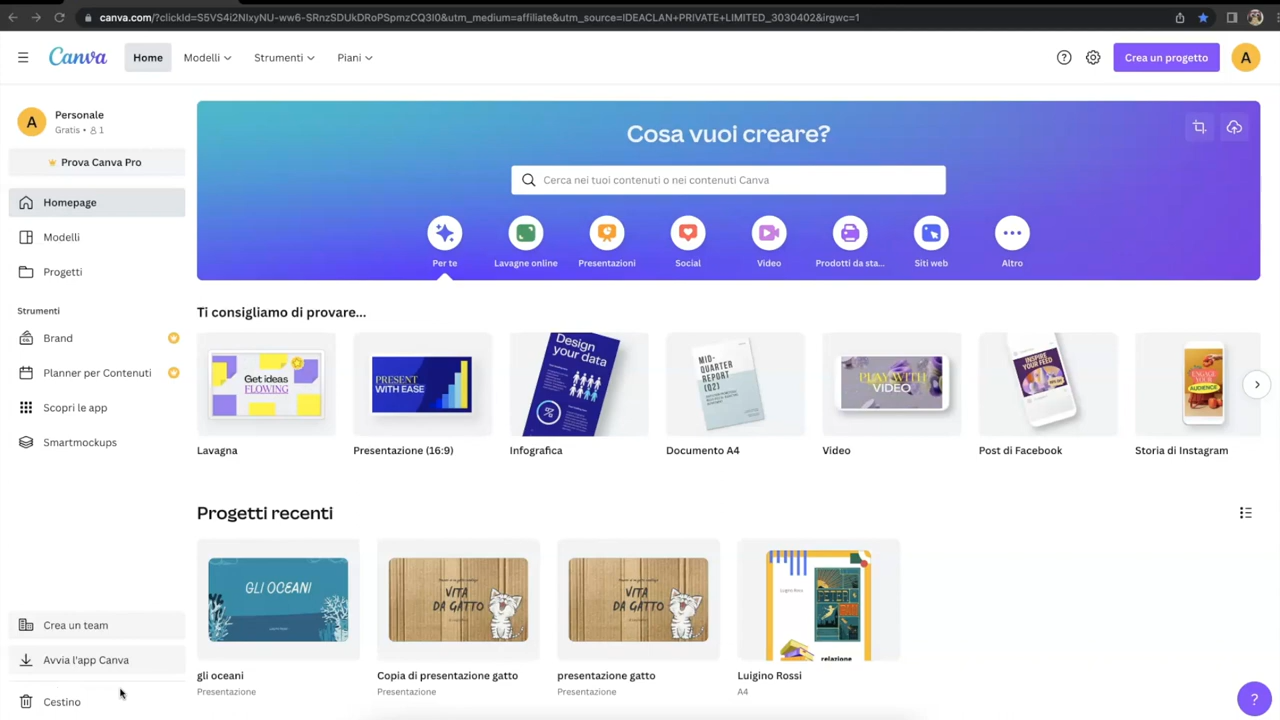 canva.com/?clickId=S5VS4i2NIxyNU-ww6-SRnzSDUkDRoPSpmzCQ3I0&utm_medium=affiliate&utm_source=IDEACLAN+PRIVATE+LIMITED_3030402&irgwc=1
Canva
Home
Modelli
Strumenti
Piani
Crea un progetto
A
A
Personale
Gratis • 1
Prova Canva Pro
Homepage
Modelli
Progetti
Strumenti
Brand
Planner per Contenuti
Scopri le app
Smartmockups
Crea un team
Avvia l'app Canva
Cestino
Cosa vuoi creare?
Cerca nei tuoi contenuti o nei contenuti Canva
Per te
Lavagne online
Presentazioni
Social
Video
Prodotti da sta...
Siti web
Altro
Ti consigliamo di provare...
Get ideas
FLOWING
PRESENT
WITH EASE
Design
your data
%
MID-
QUARTER
REPORT
(Q2)
PLAY WITH
VIDEO
INSPIRE
YOUR FEED
ENGAGE
YOUR
AUDIENCE
Lavagna
Presentazione (16:9)
Infografica
Documento A4
Video
Post di Facebook
Storia di Instagram
Progetti recenti
GLI OCEANI
VITA
DA GATTO
VITA
DA GATTO
Luigino Rossi
relazione
gli oceani
Presentazione
Copia di presentazione gatto
Presentazione
presentazione gatto
Presentazione
Luigino Rossi
A4
?